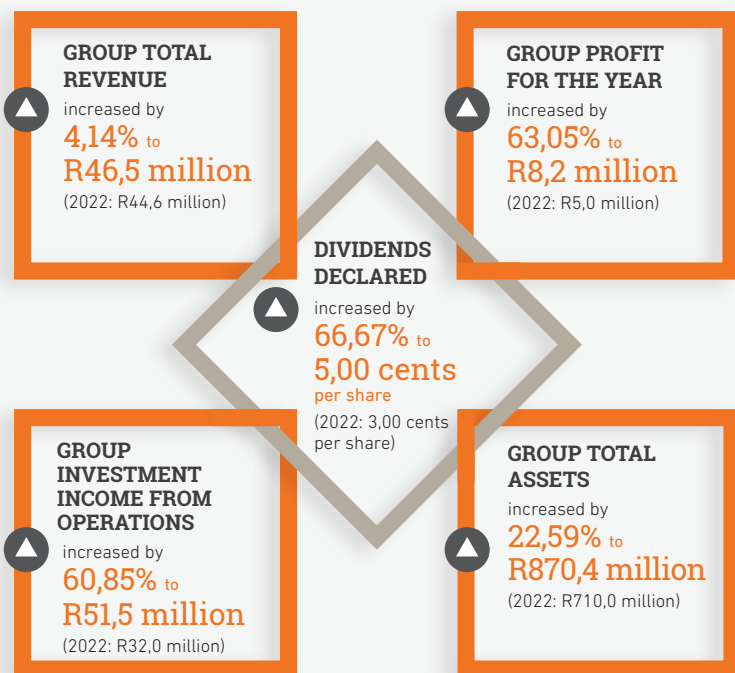 GROUP TOTAL
REVENUE
increased by
4,14% to
R46,5 million
(2022: R44,6 million)
GROUP PROFIT
FOR THE YEAR
increased by
63,05% to
R8,2 million
(2022: R5,0 million)
DIVIDENDS
DECLARED
increased by
66,67% to
5,00 cents
per share
(2022: 3,00 cents
per share)
GROUP
INVESTMENT
INCOME FROM
OPERATIONS
increased by
60,85% to
R51,5 million
(2022: R32,0 million)
GROUP TOTAL
ASSETS
increased by
22,59% to
R870,4 million
(2022: R710,0 million)